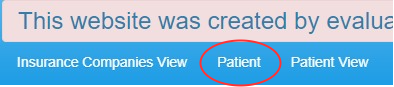 This website was created by evalua
Insurance Companies View Patient Patient View